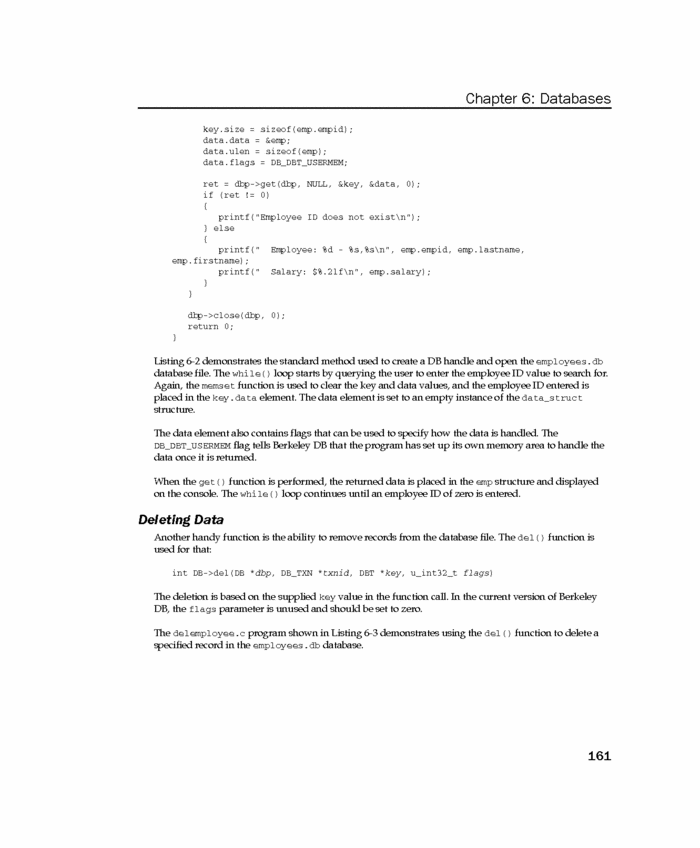 Chapter 6: Databases
key.size = sizeof(emp.empid);
data.data = &emp;
data.ulen = sizeof(emp);
data.flags = DB_DBT_USERMEM;
ret = dbp->get(dbp, NULL, &key, &data, 0);
if (ret != 0)
{
printf("Employee ID does not exist\n");
} else
{
printf("  Employee: %d - %s,%s\n", emp.empid, emp.lastname,
emp.firstname);
printf("  Salary: $%.2lf\n", emp.salary);
}
}
dbp->close(dbp, 0);
return 0;
}
Listing 6-2 demonstrates the standard method used to create a DB handle and open the employees.db
database file. The while() loop starts by querying the user to enter the employee ID value to search for.
Again, the memset function is used to clear the key and data values, and the employee ID entered is
placed in the key.data element. The data element is set to an empty instance of the data_struct
structure.
The data element also contains flags that can be used to specify how the data is handled. The
DB_DBT_USERMEM flag tells Berkeley DB that the program has set up its own memory area to handle the
data once it is returned.
When the get() function is performed, the returned data is placed in the emp structure and displayed
on the console. The while() loop continues until an employee ID of zero is entered.
Deleting Data
Another handy function is the ability to remove records from the database file. The del() function is
used for that:
int DB->del(DB *dbp, DB_TXN *txnid, DBT *key, u_int32_t flags)
The deletion is based on the supplied key value in the function call. In the current version of Berkeley
DB, the flags parameter is unused and should be set to zero.
The delemployee.c program shown in Listing 6-3 demonstrates using the del() function to delete a
specified record in the employees.db database.
161